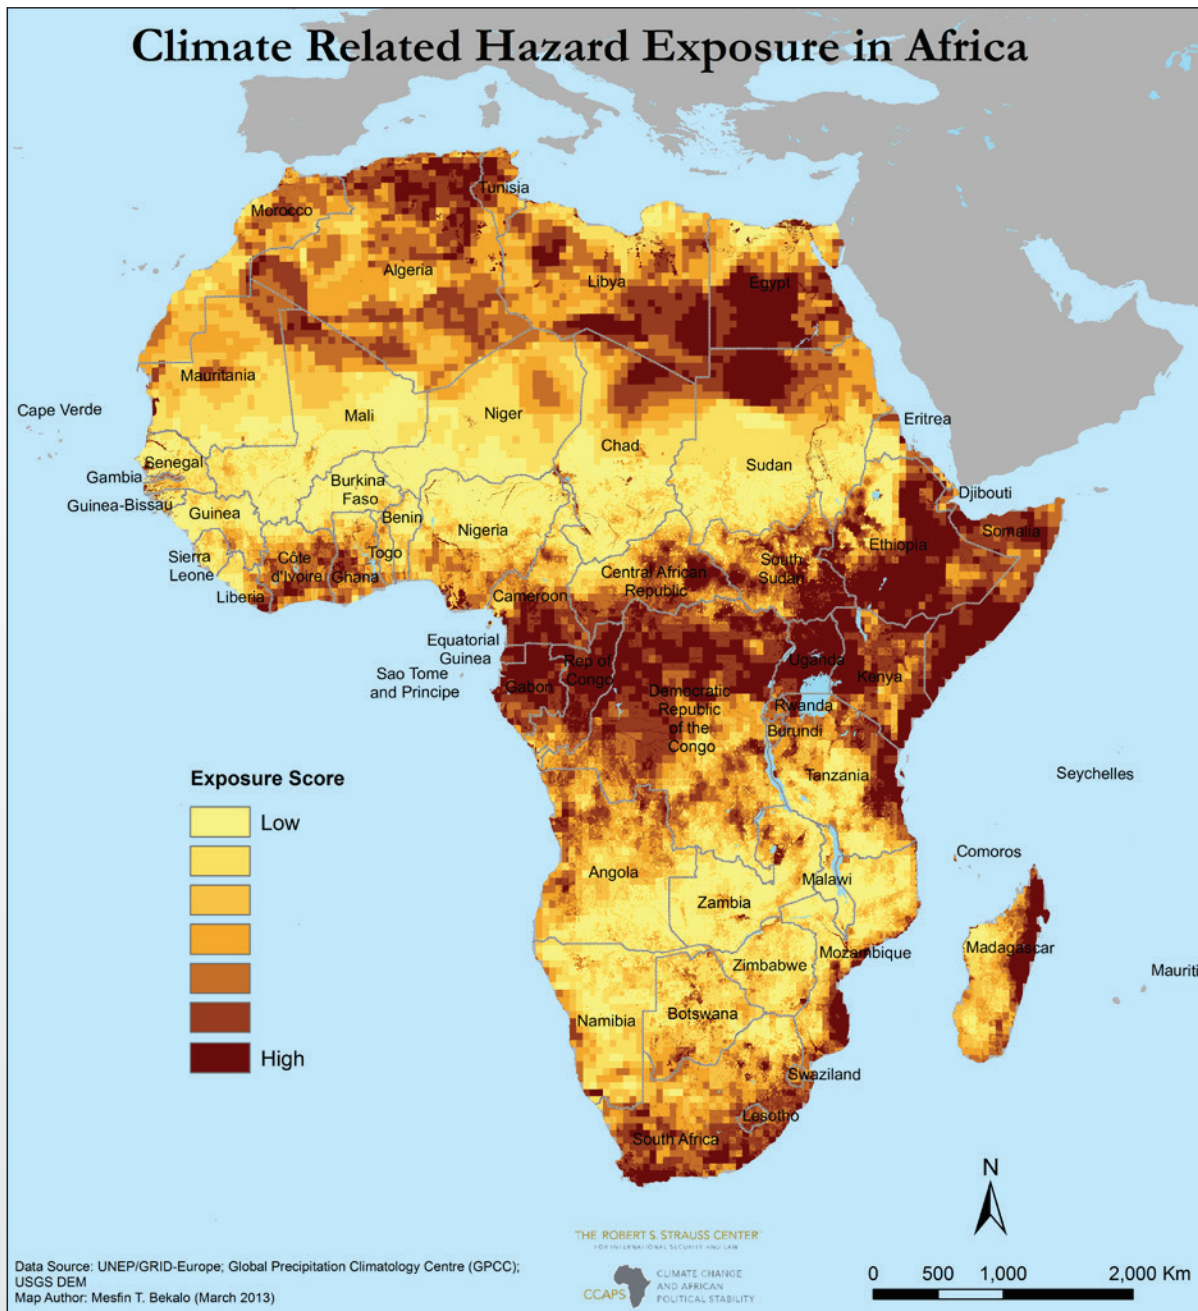 Climate Related Hazard Exposure in Africa
Tunisia
Morocco
Algeria
Libya
Egypt
Mauritania
Cape Verde
Mali
Niger
Chad
Sudan
Eritrea
Senegal
Gambia
Guinea-Bissau
Guinea
Burkina
Faso
Benin
Nigeria
Djibouti
Somalia
Ethiopia
Sierra
Leone
Liberia
Côte
d'Ivoire
Ghana
Togo
Cameroon
Central African
Republic
South
Sudan
Equatorial
Guinea
Sao Tome
and Principe
Gabon
Rep of
Congo
Democratic
Republic
of the
Congo
Uganda
Kenya
Rwanda
Burundi
Tanzania
Seychelles
Exposure Score
Low
High
Comoros
Angola
Zambia
Malawi
Mozambique
Madagascar
Mauriti
Zimbabwe
Namibia
Botswana
Swaziland
Lesotho
South Africa
N
THE ROBERT S. STRAUSS CENTER
FOR INTERNATIONAL SECURITY AND LAW
CCAPS
CLIMATE CHANGE
AND AFRICAN
POLITICAL STABILITY
Data Source: UNEP/GRID-Europe; Global Precipitation Climatology Centre (GPCC);
USGS DEM
Map Author: Mesfin T. Bekalo (March 2013)
0 500 1,000 2,000 Km